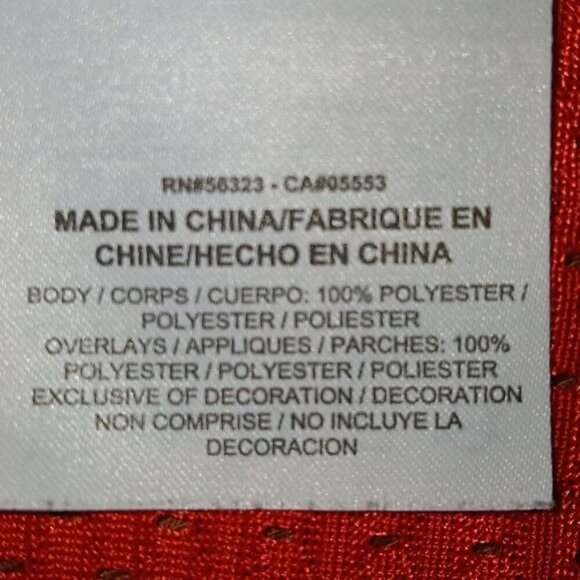 RN#56323 - CA#05553
MADE IN CHINA/FABRIQUE EN
CHINE/HECHO EN CHINA
BODY / CORPS / CUERPO: 100% POLYESTER /
POLYESTER / POLIESTER
OVERLAYS / APPLIQUES / PARCHES: 100%
POLYESTER / POLYESTER / POLIESTER
EXCLUSIVE OF DECORATION / DECORATION
NON COMPRISE / NO INCLUYE LA
DECORACION